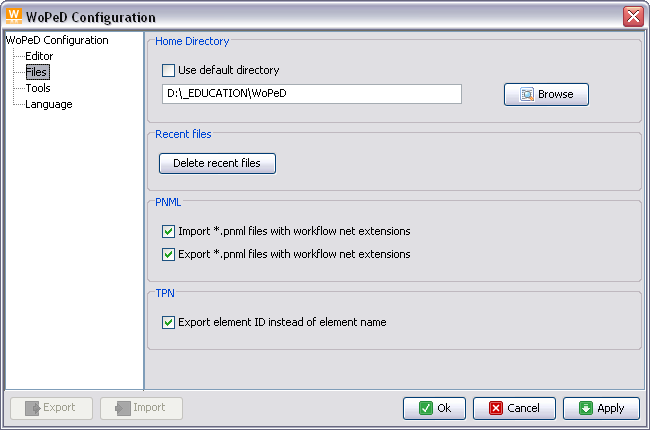 WoPeD Configuration
WoPeD Configuration
Editor
Files
Tools
Language
Home Directory
Use default directory
D:\_EDUCATION\WoPeD
Browse
Recent files
Delete recent files
PNML
Import *.pnml files with workflow net extensions
Export *.pnml files with workflow net extensions
TPN
Export element ID instead of element name
Export
Import
Ok
Cancel
Apply